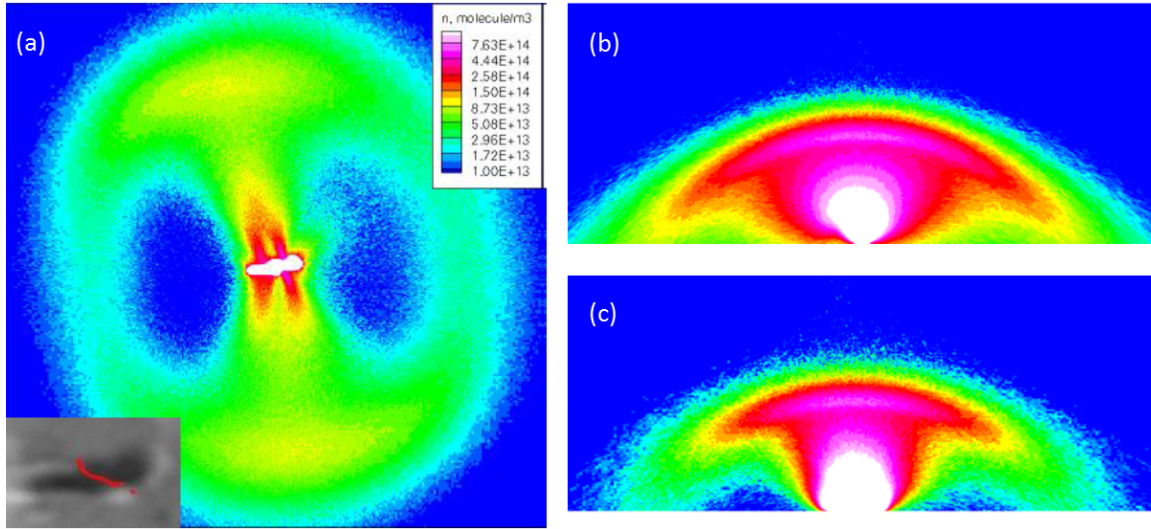 (a)
n, molecule/m3
7.63E+14
4.44E+14
2.58E+14
1.50E+14
8.73E+13
5.08E+13
2.96E+13
1.72E+13
1.00E+13
(b)
(c)